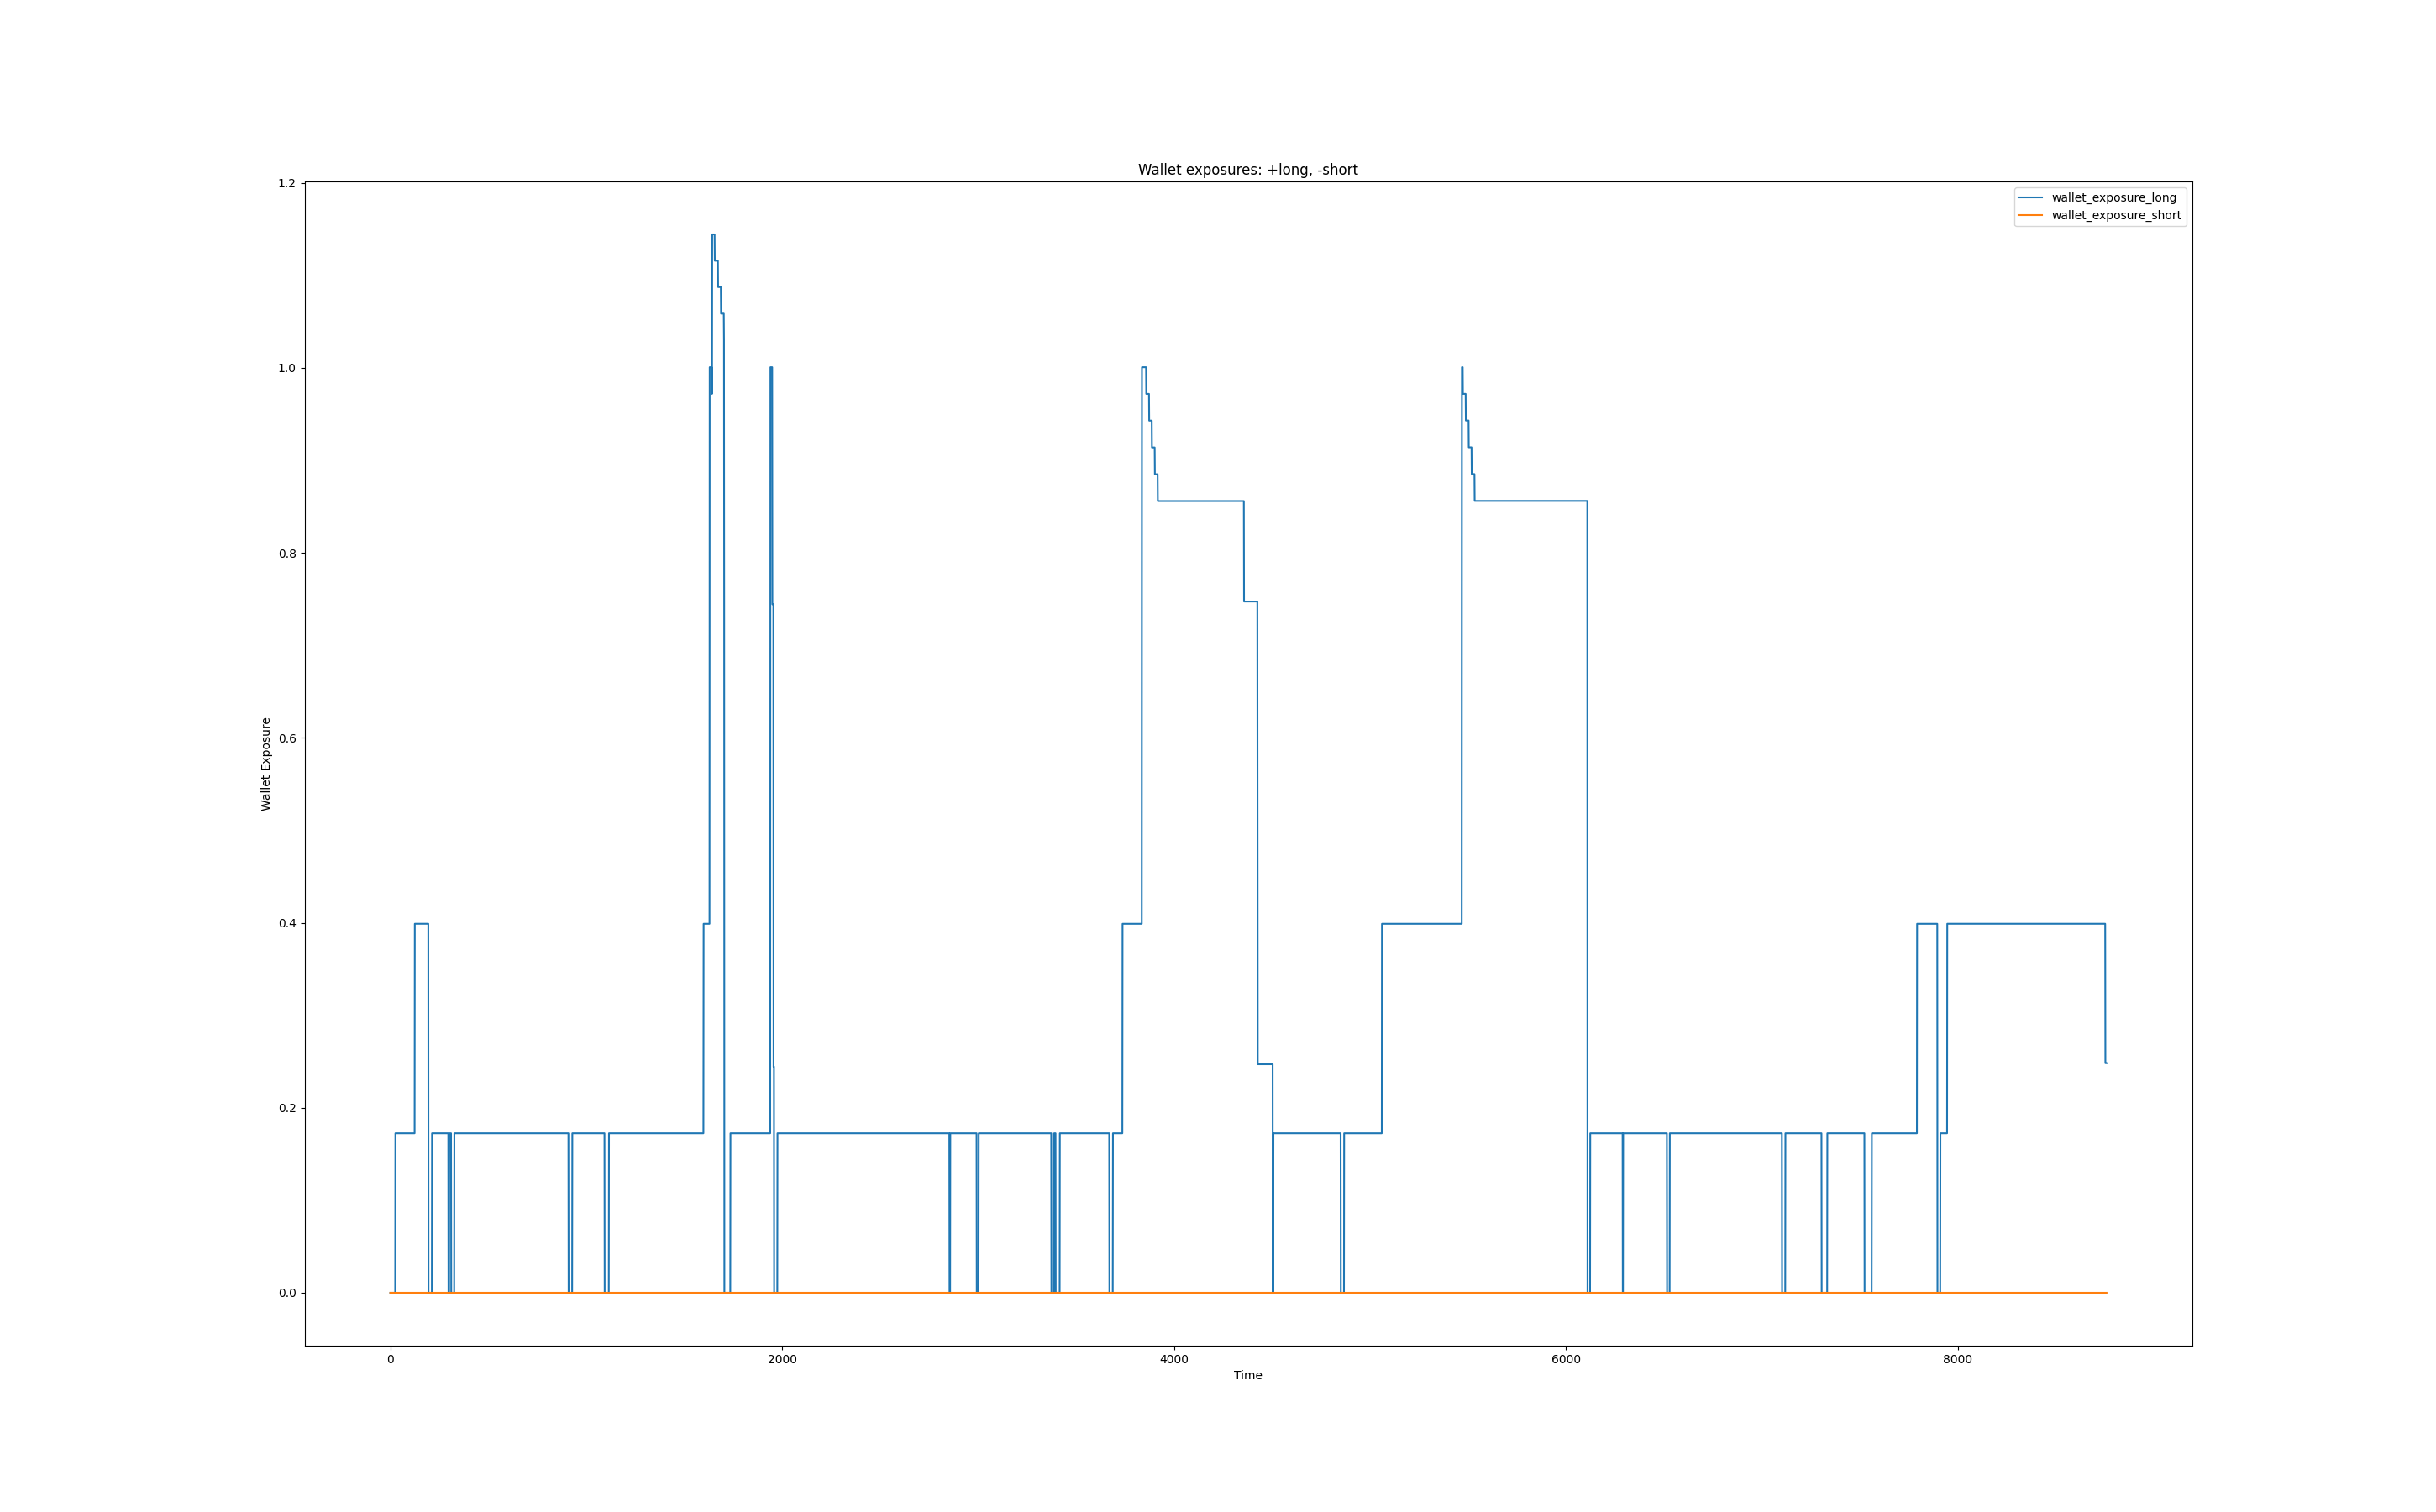 Wallet exposures: +long, -short
wallet_exposure_long
wallet_exposure_short
1.2
1.0
0.8
0.6
0.4
0.2
0.0
Wallet Exposure
0
2000
4000
6000
8000
Time